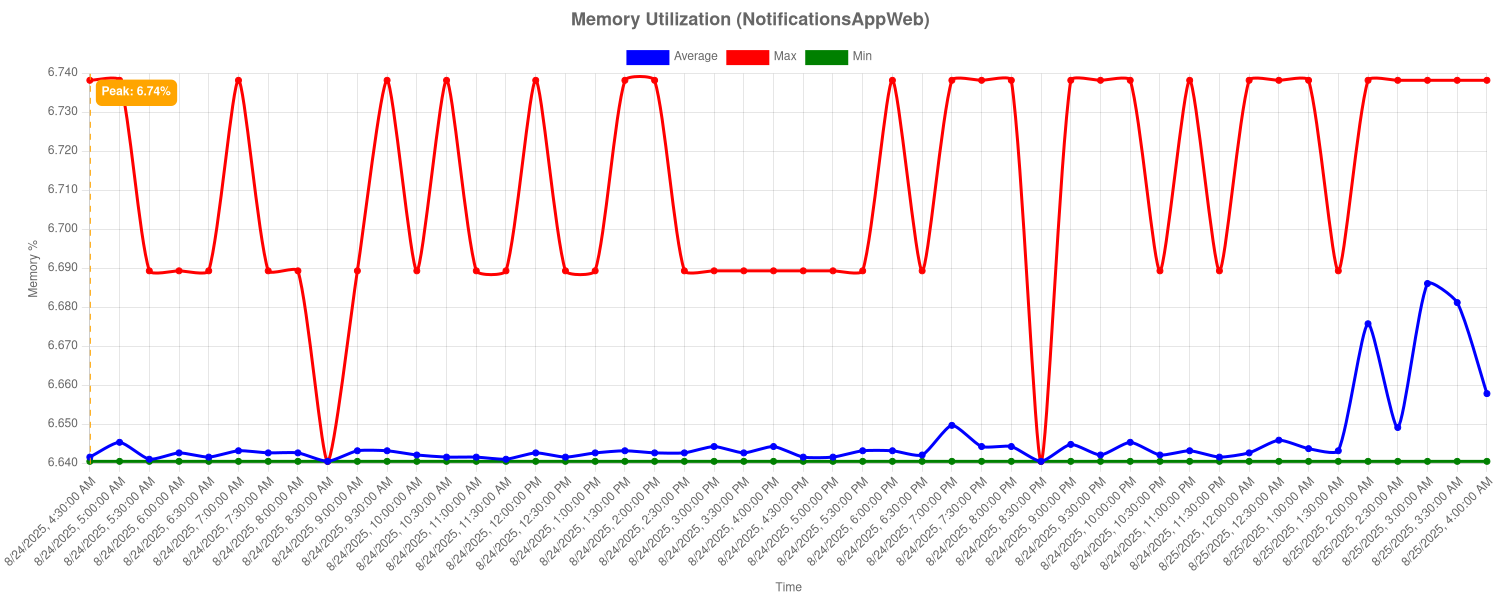 Memory Utilization (NotificationsAppWeb)
Average Max Min
6.740
Peak: 6.74%
6.730
6.720
6.710
6.700
6.690
6.680
6.670
6.660
6.650
6.640
Memory %
8/24/2025, 4:30:00 AM
8/24/2025, 5:00:00 AM
8/24/2025, 5:30:00 AM
8/24/2025, 6:00:00 AM
8/24/2025, 6:30:00 AM
8/24/2025, 7:00:00 AM
8/24/2025, 7:30:00 AM
8/24/2025, 8:00:00 AM
8/24/2025, 8:30:00 AM
8/24/2025, 9:00:00 AM
8/24/2025, 9:30:00 AM
8/24/2025, 10:00:00 AM
8/24/2025, 10:30:00 AM
8/24/2025, 11:00:00 AM
8/24/2025, 11:30:00 AM
8/24/2025, 12:00:00 PM
8/24/2025, 12:30:00 PM
8/24/2025, 1:00:00 PM
8/24/2025, 1:30:00 PM
8/24/2025, 2:00:00 PM
8/24/2025, 2:30:00 PM
8/24/2025, 3:00:00 PM
8/24/2025, 3:30:00 PM
8/24/2025, 4:00:00 PM
8/24/2025, 4:30:00 PM
8/24/2025, 5:00:00 PM
8/24/2025, 5:30:00 PM
8/24/2025, 6:00:00 PM
8/24/2025, 6:30:00 PM
8/24/2025, 7:00:00 PM
8/24/2025, 7:30:00 PM
8/24/2025, 8:00:00 PM
8/24/2025, 8:30:00 PM
8/24/2025, 9:00:00 PM
8/24/2025, 9:30:00 PM
8/24/2025, 10:00:00 PM
8/24/2025, 10:30:00 PM
8/24/2025, 11:00:00 PM
8/24/2025, 11:30:00 PM
8/25/2025, 12:00:00 AM
8/25/2025, 12:30:00 AM
8/25/2025, 1:00:00 AM
8/25/2025, 1:30:00 AM
8/25/2025, 2:00:00 AM
8/25/2025, 2:30:00 AM
8/25/2025, 3:00:00 AM
8/25/2025, 3:30:00 AM
8/25/2025, 4:00:00 AM
Time